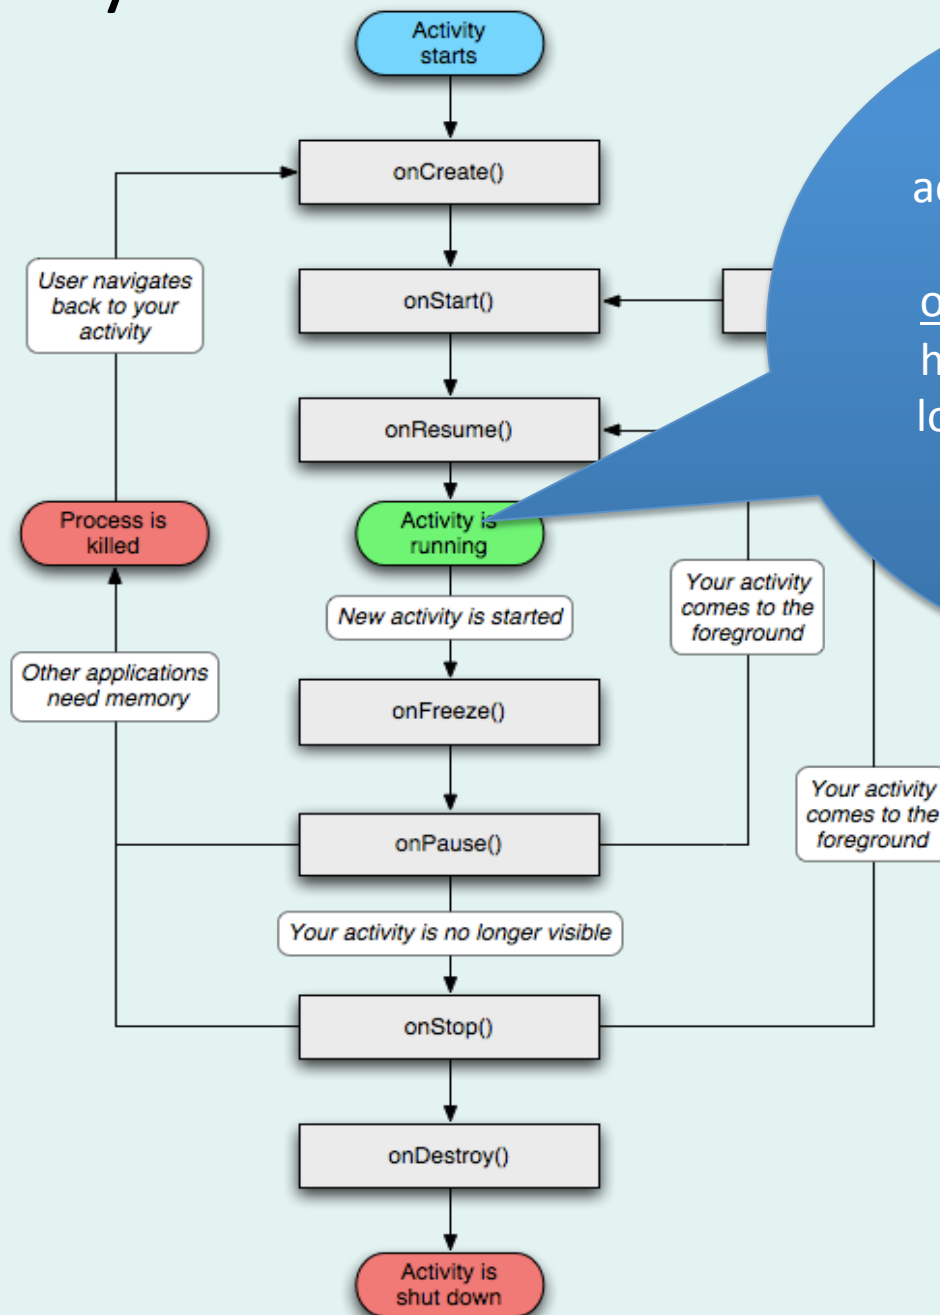 Activity
starts
onCreate()
User navigates
back to your
activity
onStart()
onResume()
Process is
killed
Activity is
running
New activity is started
Your activity
comes to the
foreground
Other applications
need memory
onFreeze()
Your activity
comes to the
foreground
onPause()
Your activity is no longer visible
onStop()
onDestroy()
Activity is
shut down